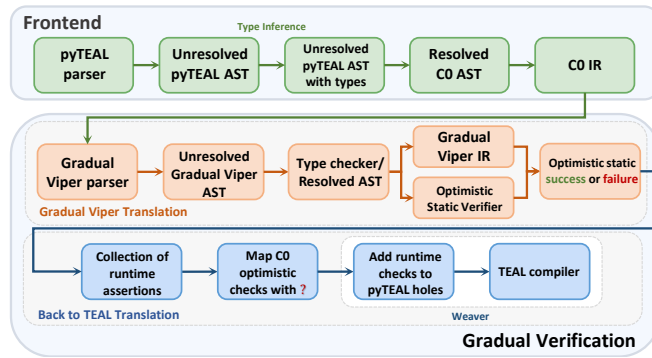 Frontend
Type Inference
pyTEAL
parser
Unresolved
pyTEAL AST
Unresolved
pyTEAL AST
with types
Resolved
C0 AST
C0 IR
Gradual
Viper parser
Unresolved
Gradual Viper
AST
Type checker/
Resolved AST
Gradual
Viper IR
Optimistic
Static Verifier
Optimistic static
success or failure
Gradual Viper Translation
Collection of
runtime
assertions
Map C0
optimistic
checks with ?
Add runtime
checks to
pyTEAL holes
TEAL compiler
Back to TEAL Translation
Weaver
Gradual Verification